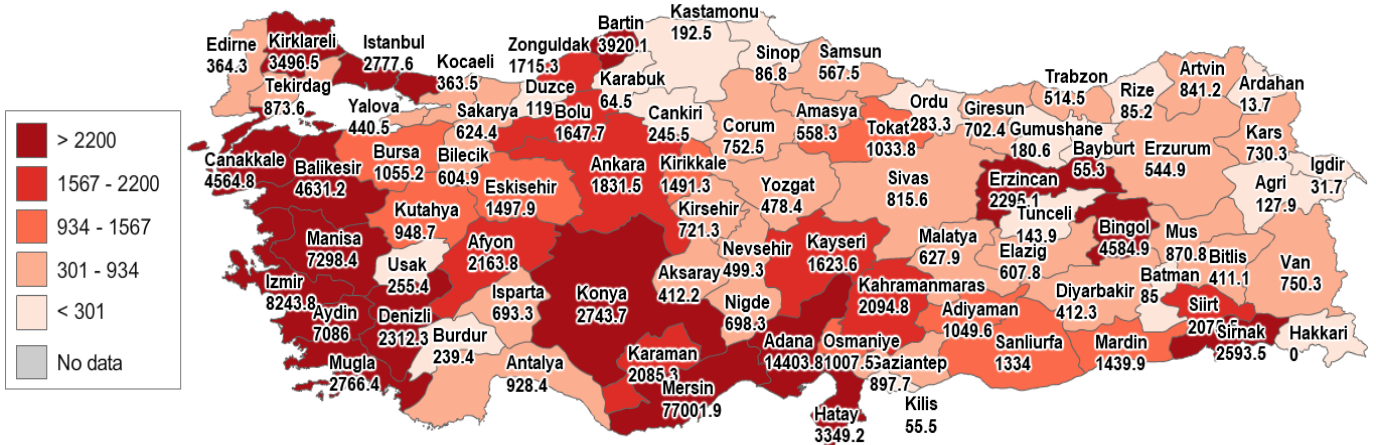 > 2200
1567 - 2200
934 - 1567
301 - 934
< 301
No data
Edirne
364.3
Kirklareli
3496.5
Tekirdag
873.6
Istanbul
2777.6
Kocaeli
363.5
Yalova
440.5
Sakarya
624.4
Duzce
119
Zonguldak
1715.3
Bartin
3920.1
Kastamonu
192.5
Karabuk
64.5
Bolu
1647.7
Cankiri
245.5
Sinop
86.8
Samsun
567.5
Corum
752.5
Amasya
558.3
Tokat
1033.8
Ordu
283.3
Giresun
702.4
Trabzon
514.5
Gumushane
180.6
Rize
85.2
Bayburt
55.3
Artvin
841.2
Ardahan
13.7
Kars
730.3
Igdir
31.7
Agri
127.9
Erzurum
544.9
Erzincan
2295.1
Tunceli
143.9
Bingol
4584.9
Mus
870.8
Bitlis
411.1
Van
750.3
Hakkari
0
Sirnak
2593.5
Siirt
Batman
85
Diyarbakir
412.3
Mardin
1439.9
Sanliurfa
1334
Adiyaman
1049.6
Elazig
607.8
Malatya
627.9
Sivas
815.6
Kahramanmaras
2094.8
Gaziantep
897.7
Kilis
55.5
Hatay
3349.2
Osmaniye
1007.5
Adana
14403.8
Mersin
77001.9
Karaman
2085.3
Nigde
698.3
Kayseri
1623.6
Nevsehir
499.3
Aksaray
412.2
Kirsehir
721.3
Yozgat
478.4
Kirikkale
1491.3
Ankara
1831.5
Konya
2743.7
Eskisehir
1497.9
Bilecik
604.9
Bursa
1055.2
Balikesir
4631.2
Canakkale
4564.8
Kutahya
948.7
Manisa
7298.4
Usak
255.4
Afyon
2163.8
Izmir
8243.8
Aydin
7086
Denizli
2312.3
Mugla
2766.4
Burdur
239.4
Isparta
693.3
Antalya
928.4